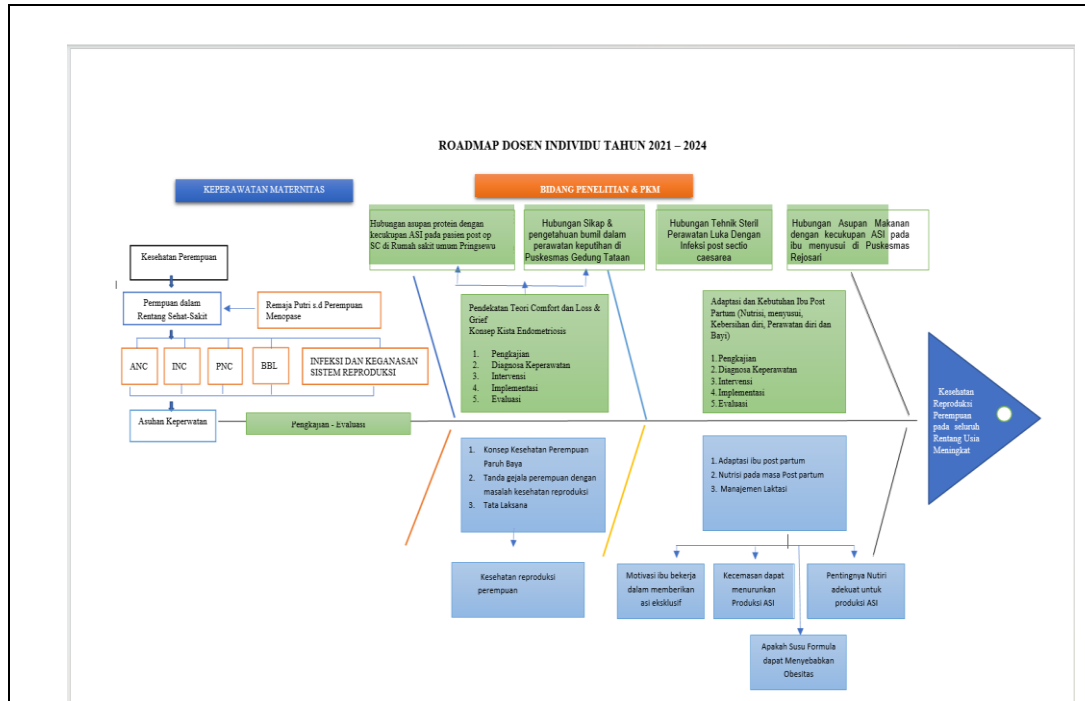 ROADMAP DOSEN INDIVIDU TAHUN 2021 – 2024
KEPERAWATAN MATERNITAS
BIDANG PENELITIAN & PKM
Hubungan asupan protein dengan
kecukupan ASI pada pasien post op
SC di Rumah sakit umum Pringsewu
Hubungan Sikap &
pengetahuan bumil dalam
perawatan keputihan di
Puskesmas Gedung Tataan
Hubungan Tehnik Steril
Perawatan Luka Dengan
Infeksi post sectio
caesarea
Hubungan Asupan Makanan
dengan kecukupan ASI pada
ibu menyusui di Puskesmas
Rejosari
Kesehatan Perempuan
Permpuan dalam
Rentang Sehat-Sakit
Remaja Putri s.d Perempuan
Menopase
ANC
INC
PNC
BBL
INFEKSI DAN KEGANASAN
SISTEM REPRODUKSI
Asuhan Keperwatan
Pengkajian - Evaluasi
Pendekatan Teori Comfort dan Loss &
Grief
Konsep Kista Endometriosis
1. Pengkajian
2. Diagnosa Keperawatan
3. Intervensi
4. Implementasi
5. Evaluasi
Adaptasi dan Kebutuhan Ibu Post
Partum (Nutrisi, menyusui,
Kebersihan diri, Perawatan diri dan
Bayi)
1. Pengkajian
2. Diagnosa Keperawatan
3. Intervensi
4. Implementasi
5. Evaluasi
Kesehatan
Reproduksi
Perempuan
pada seluruh
Rentang Usia
Meningkat
1. Konsep Kesehatan Perempuan
Paruh Baya
2. Tanda gejala perempuan dengan
masalah kesehatan reproduksi
3. Tata Laksana
1. Adaptasi ibu post partum
2. Nutrisi pada masa Post partum
3. Manajemen Laktasi
Kesehatan reproduksi
perempuan
Motivasi ibu bekerja
dalam memberikan
asi eksklusif
Kecemasan dapat
menurunkan
Produksi ASI
Pentingnya Nutiri
adekuat untuk
produksi ASI
Apakah Susu Formula
dapat Menyebabkan
Obesitas